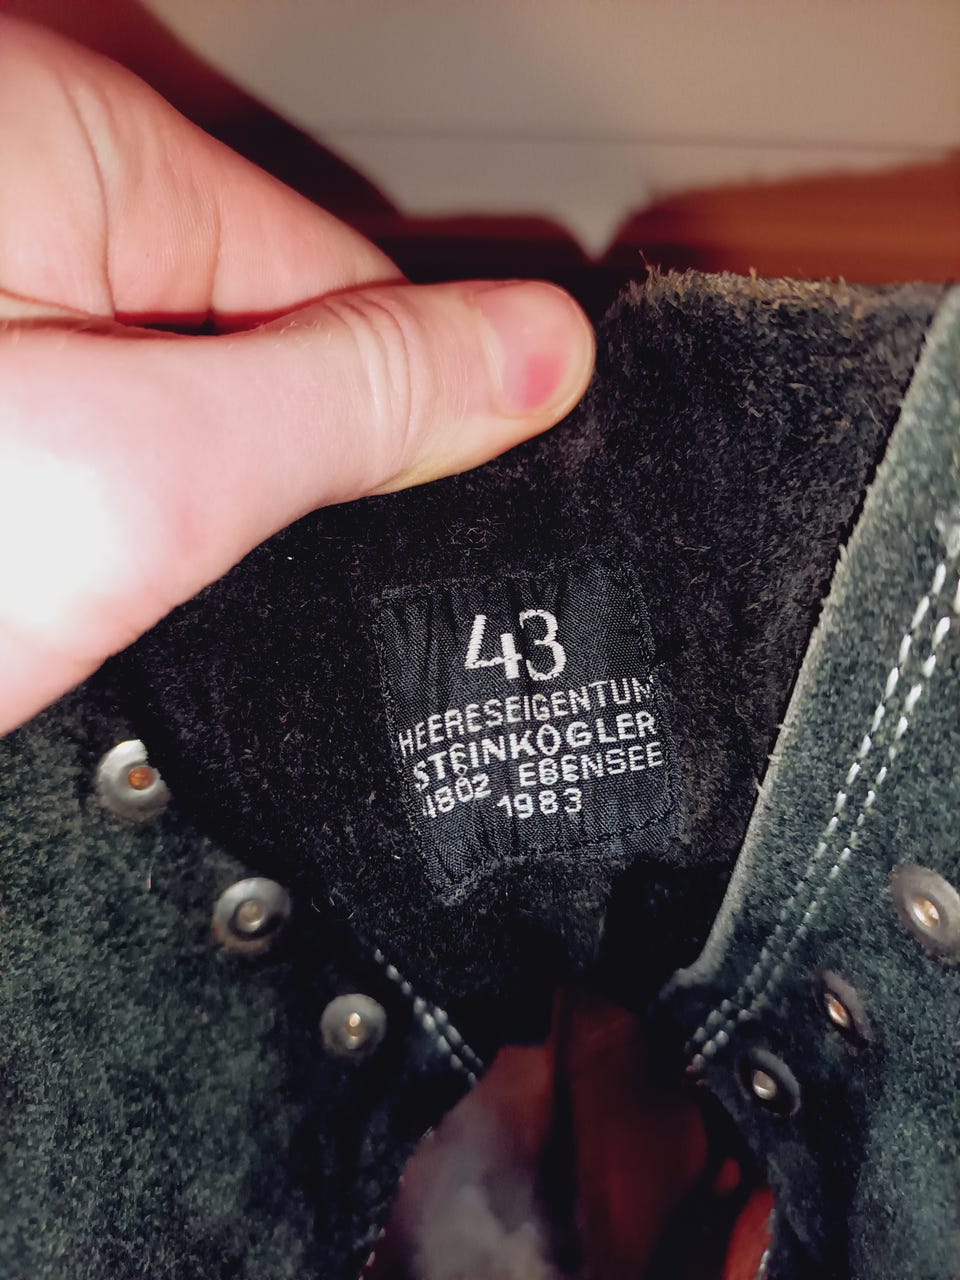 43
HEERESEIGENTUM
STEINKOGLER
4802 EBENSEE
1983